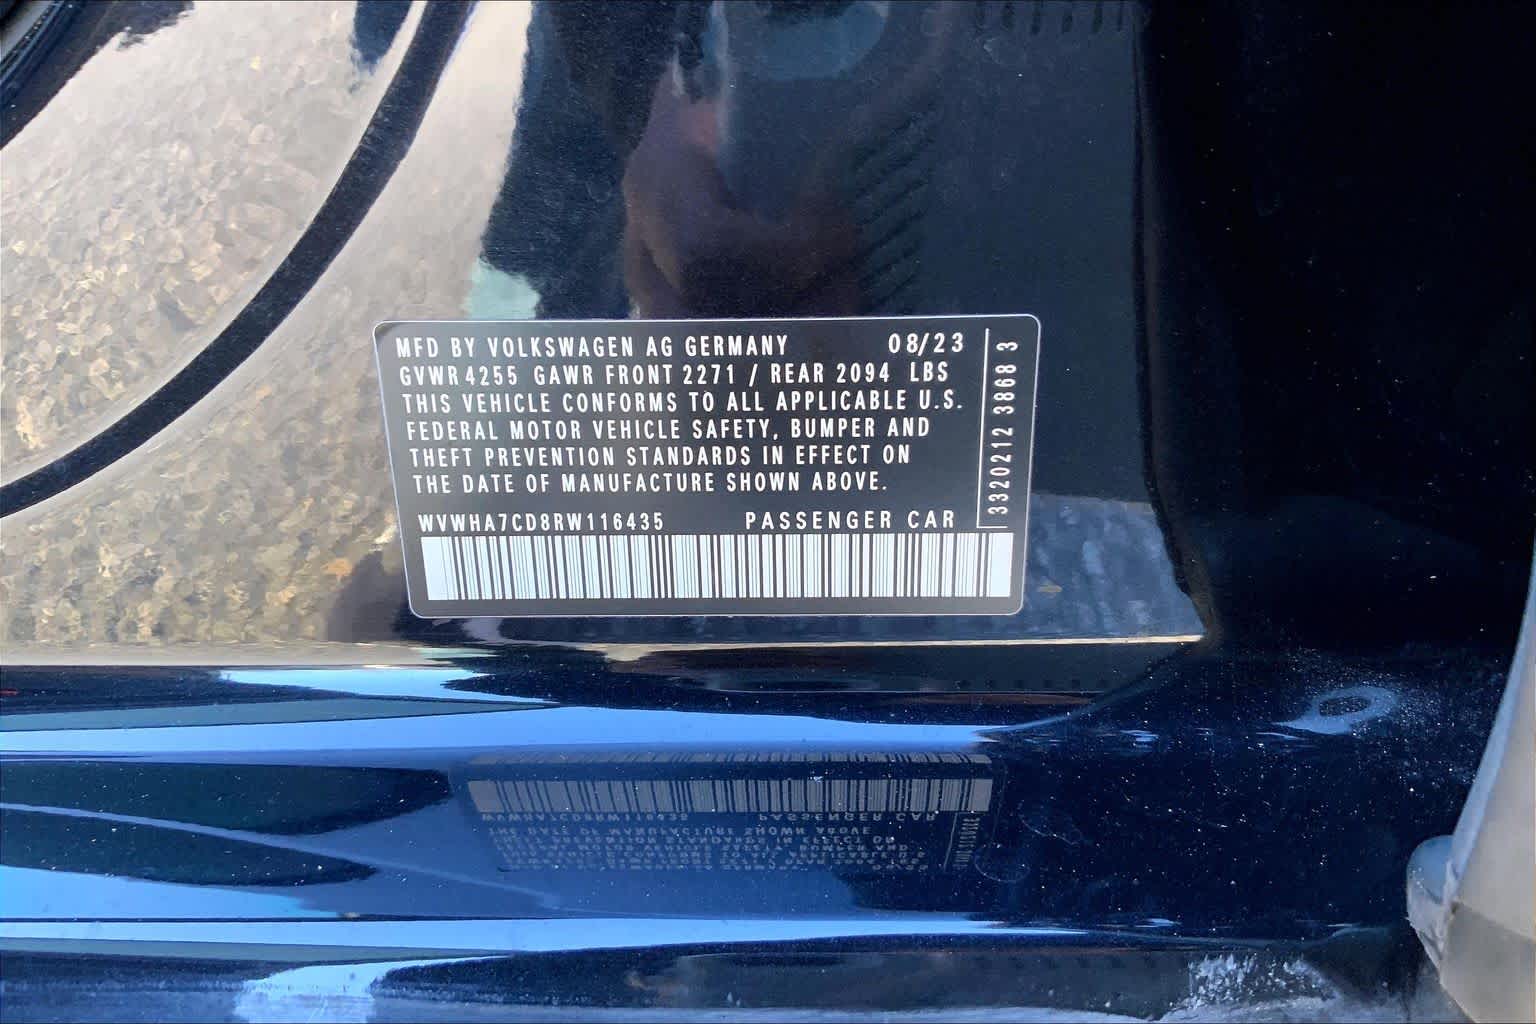 MFD BY VOLKSWAGEN AG GERMANY 08/23
GVWR 4255 GAWR FRONT 2271 / REAR 2094 LBS
THIS VEHICLE CONFORMS TO ALL APPLICABLE U.S.
FEDERAL MOTOR VEHICLE SAFETY, BUMPER AND
THEFT PREVENTION STANDARDS IN EFFECT ON
THE DATE OF MANUFACTURE SHOWN ABOVE.
WVWHA7CD8RW116435 PASSENGER CAR
3320212 3868 3